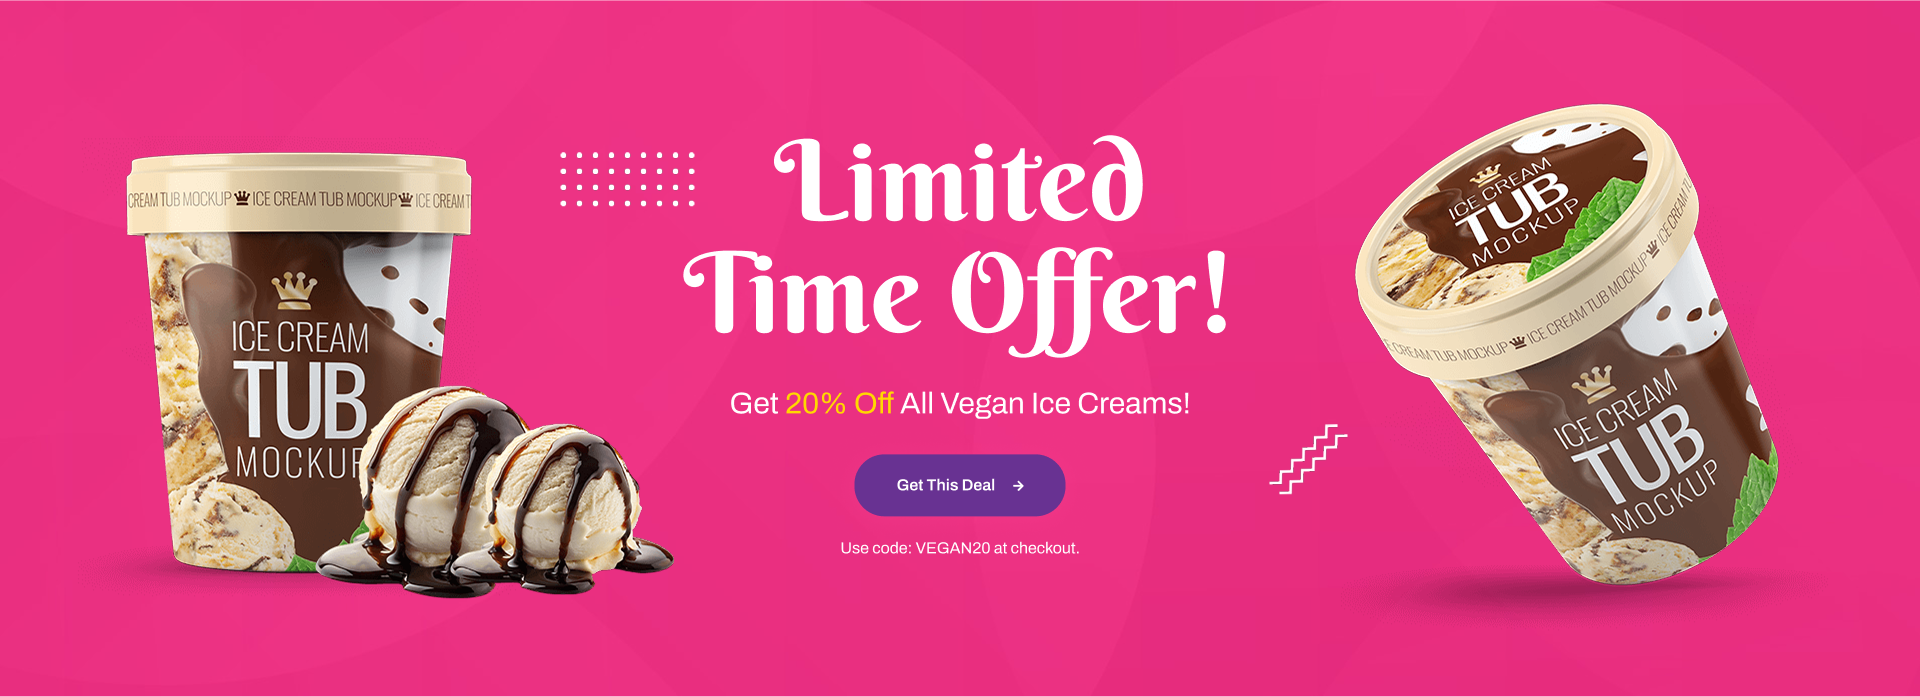 Limited
Time Offer!
Get 20% Off All Vegan Ice Creams!
Get This Deal
Use code: VEGAN20 at checkout.
CREAM TUB MOCKUP ICE CREAM TUB MOCKUP ICE CREAM T
ICE CREAM
TUB
MOCKUP
ICE CREAM
TUB
MOCKUP
E CREAM TUB MOCKUP ICE CREAM TUB MOCKUP ICE CREAM TU
ICE CREAM
TUB
MOCKUP